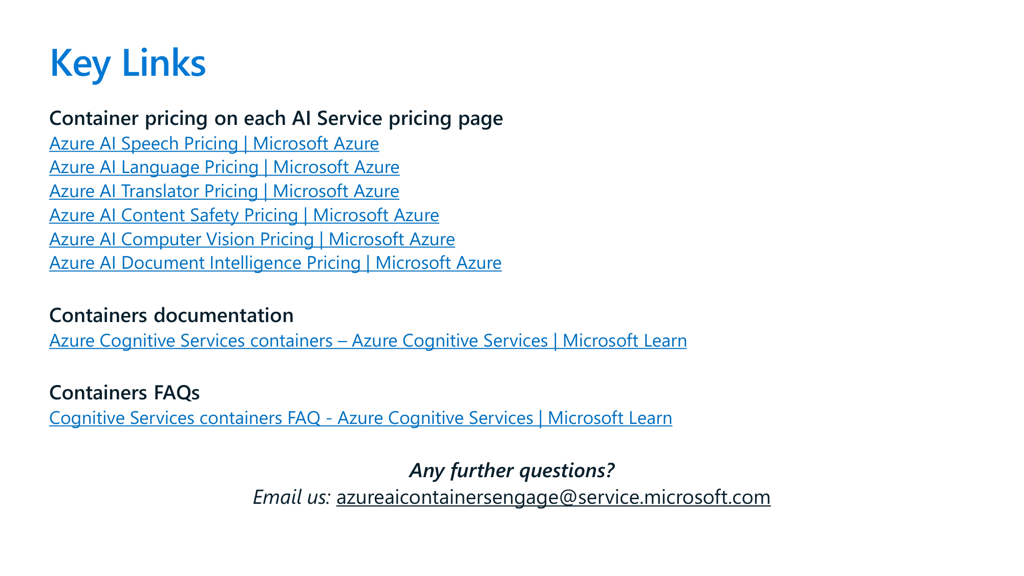 Key Links
Container pricing on each AI Service pricing page
Azure AI Speech Pricing | Microsoft Azure
Azure AI Language Pricing | Microsoft Azure
Azure AI Translator Pricing | Microsoft Azure
Azure AI Content Safety Pricing | Microsoft Azure
Azure AI Computer Vision Pricing | Microsoft Azure
Azure AI Document Intelligence Pricing | Microsoft Azure
Containers documentation
Azure Cognitive Services containers – Azure Cognitive Services | Microsoft Learn
Containers FAQs
Cognitive Services containers FAQ - Azure Cognitive Services | Microsoft Learn
Any further questions?
Email us: azureaicontainersengage@service.microsoft.com